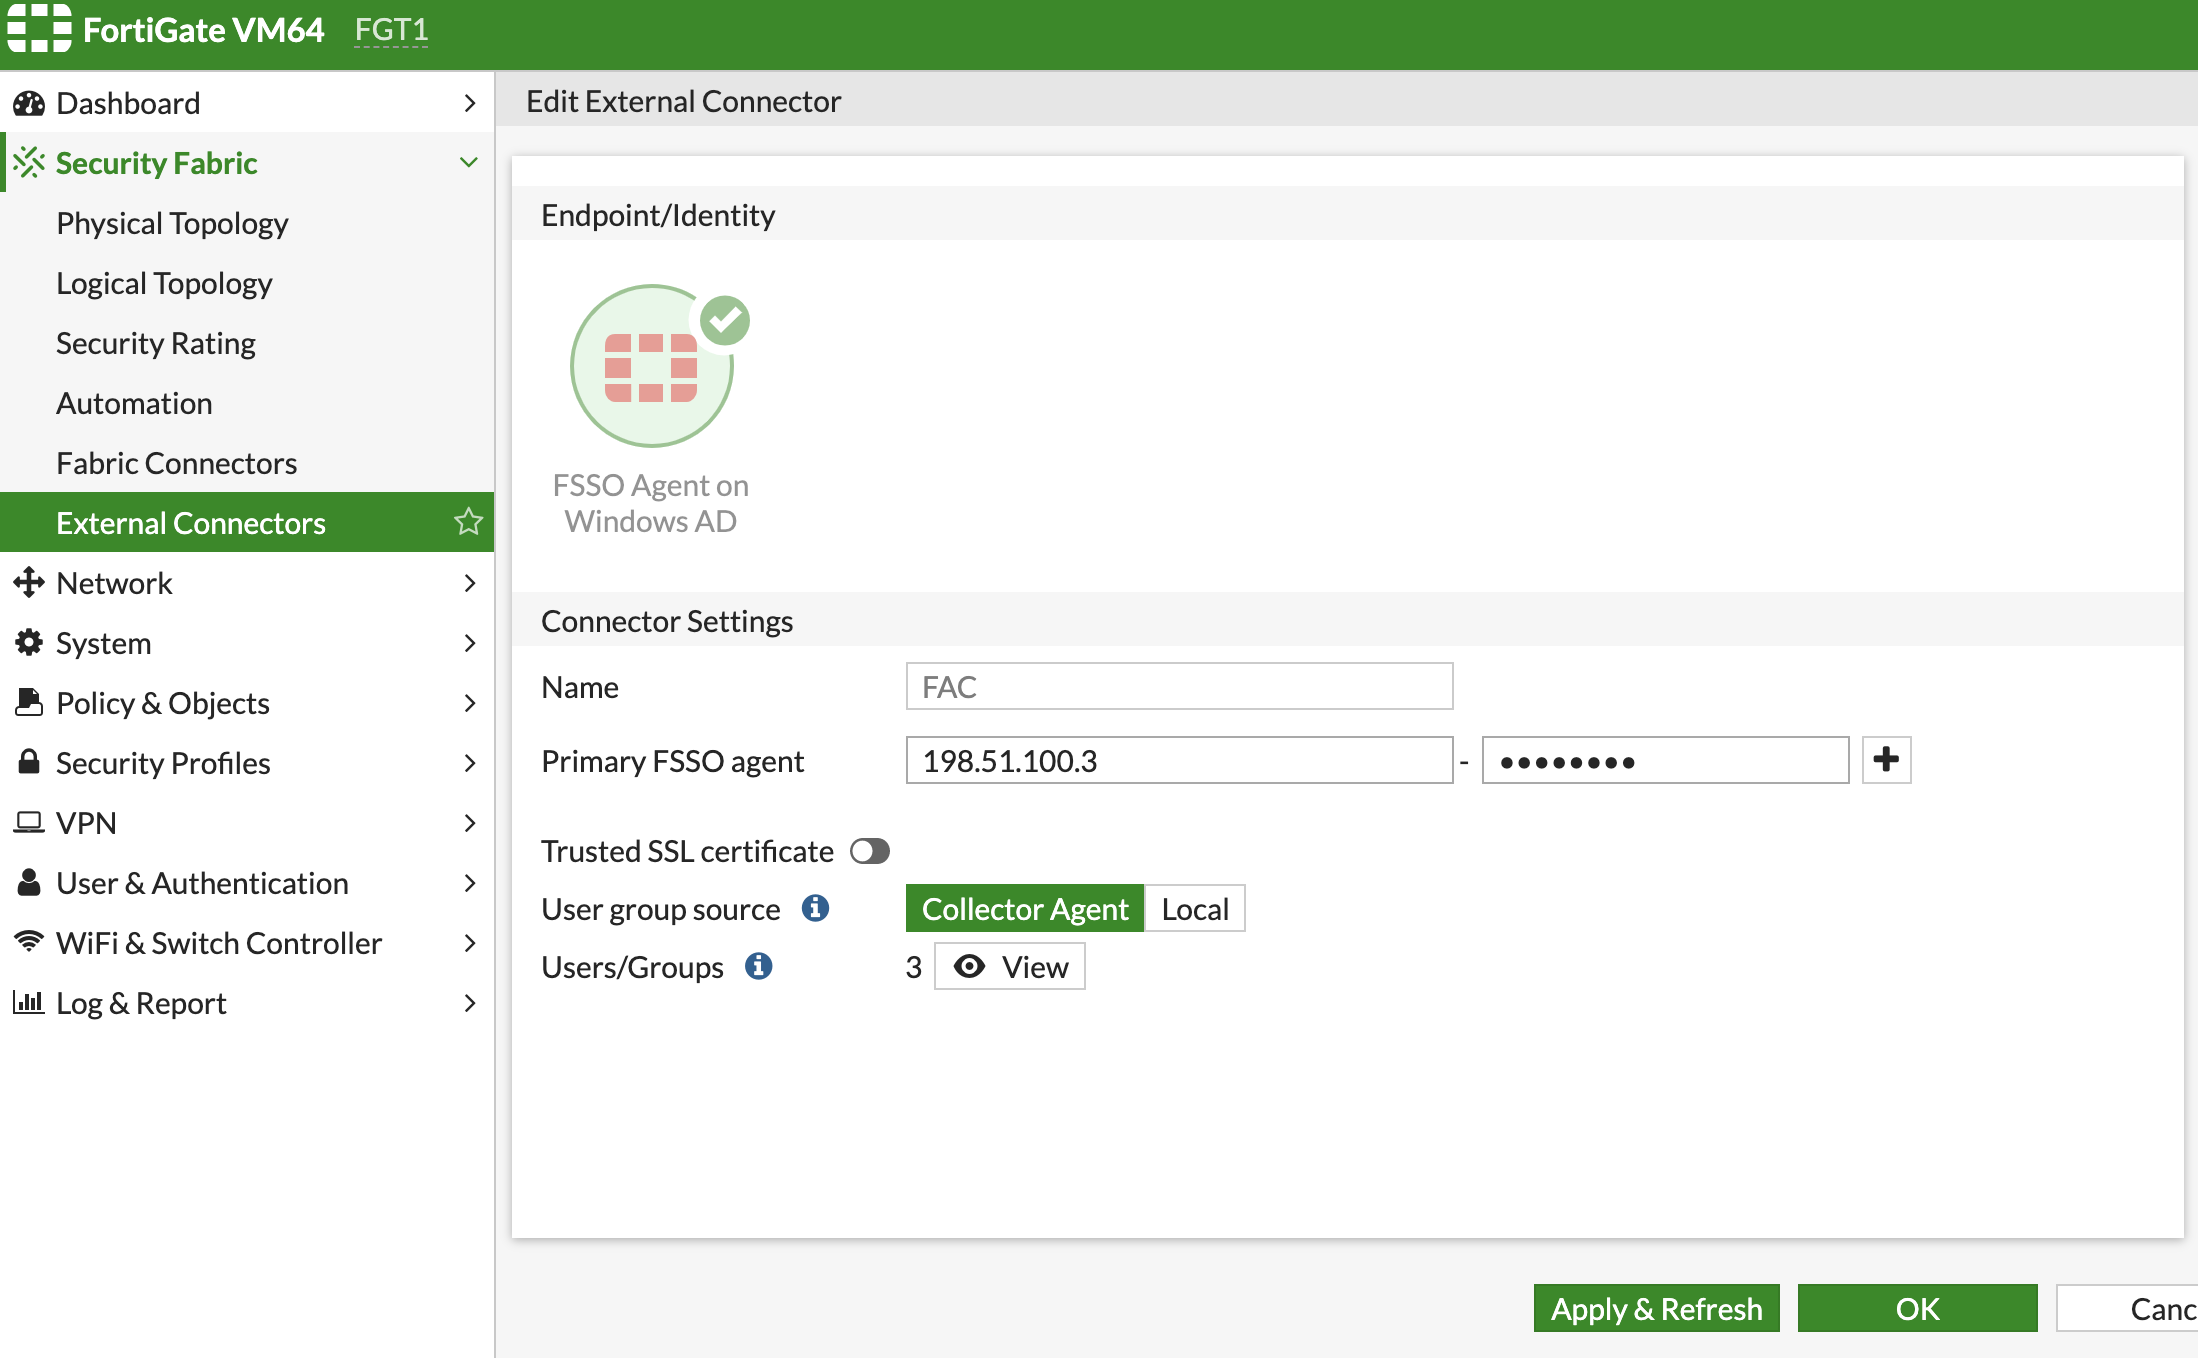 FortiGate VM64 FGT1
Dashboard
Security Fabric
Physical Topology
Logical Topology
Security Rating
Automation
Fabric Connectors
External Connectors
Network
System
Policy & Objects
Security Profiles
VPN
User & Authentication
WiFi & Switch Controller
Log & Report
Edit External Connector
Endpoint/Identity
FSSO Agent on
Windows AD
Connector Settings
Name FAC
Primary FSSO agent 198.51.100.3 - ••••••••
Trusted SSL certificate
User group source Collector Agent Local
Users/Groups 3 View
Apply & Refresh OK Canc